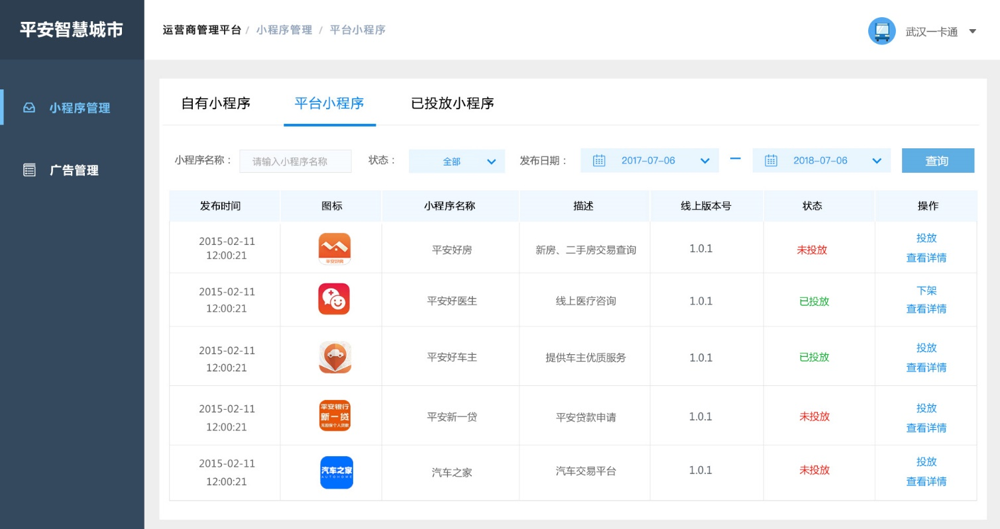 平安智慧城市
运营商管理平台 / 小程序管理 / 平台小程序
武汉一卡通
小程序管理
广告管理
自有小程序 平台小程序 已投放小程序
小程序名称： 请输入小程序名称 状态： 全部 发布日期： 2017-07-06 — 2018-07-06 查询
发布时间 图标 小程序名称 描述 线上版本号 状态 操作
2015-02-11
12:00:21
平安好房
平安好房 新房、二手房交易查询 1.0.1 未投放
投放
查看详情
2015-02-11
12:00:21
平安好医生 线上医疗咨询 1.0.1 已投放
下架
查看详情
2015-02-11
12:00:21
平安好车主 提供车主优质服务 1.0.1 已投放
投放
查看详情
2015-02-11
12:00:21
平安银行
新一贷
平安新一贷 平安贷款申请 1.0.1 未投放
投放
查看详情
2015-02-11
12:00:21
汽车之家
AUTOHOME
汽车之家 汽车交易平台 1.0.1 未投放
投放
查看详情